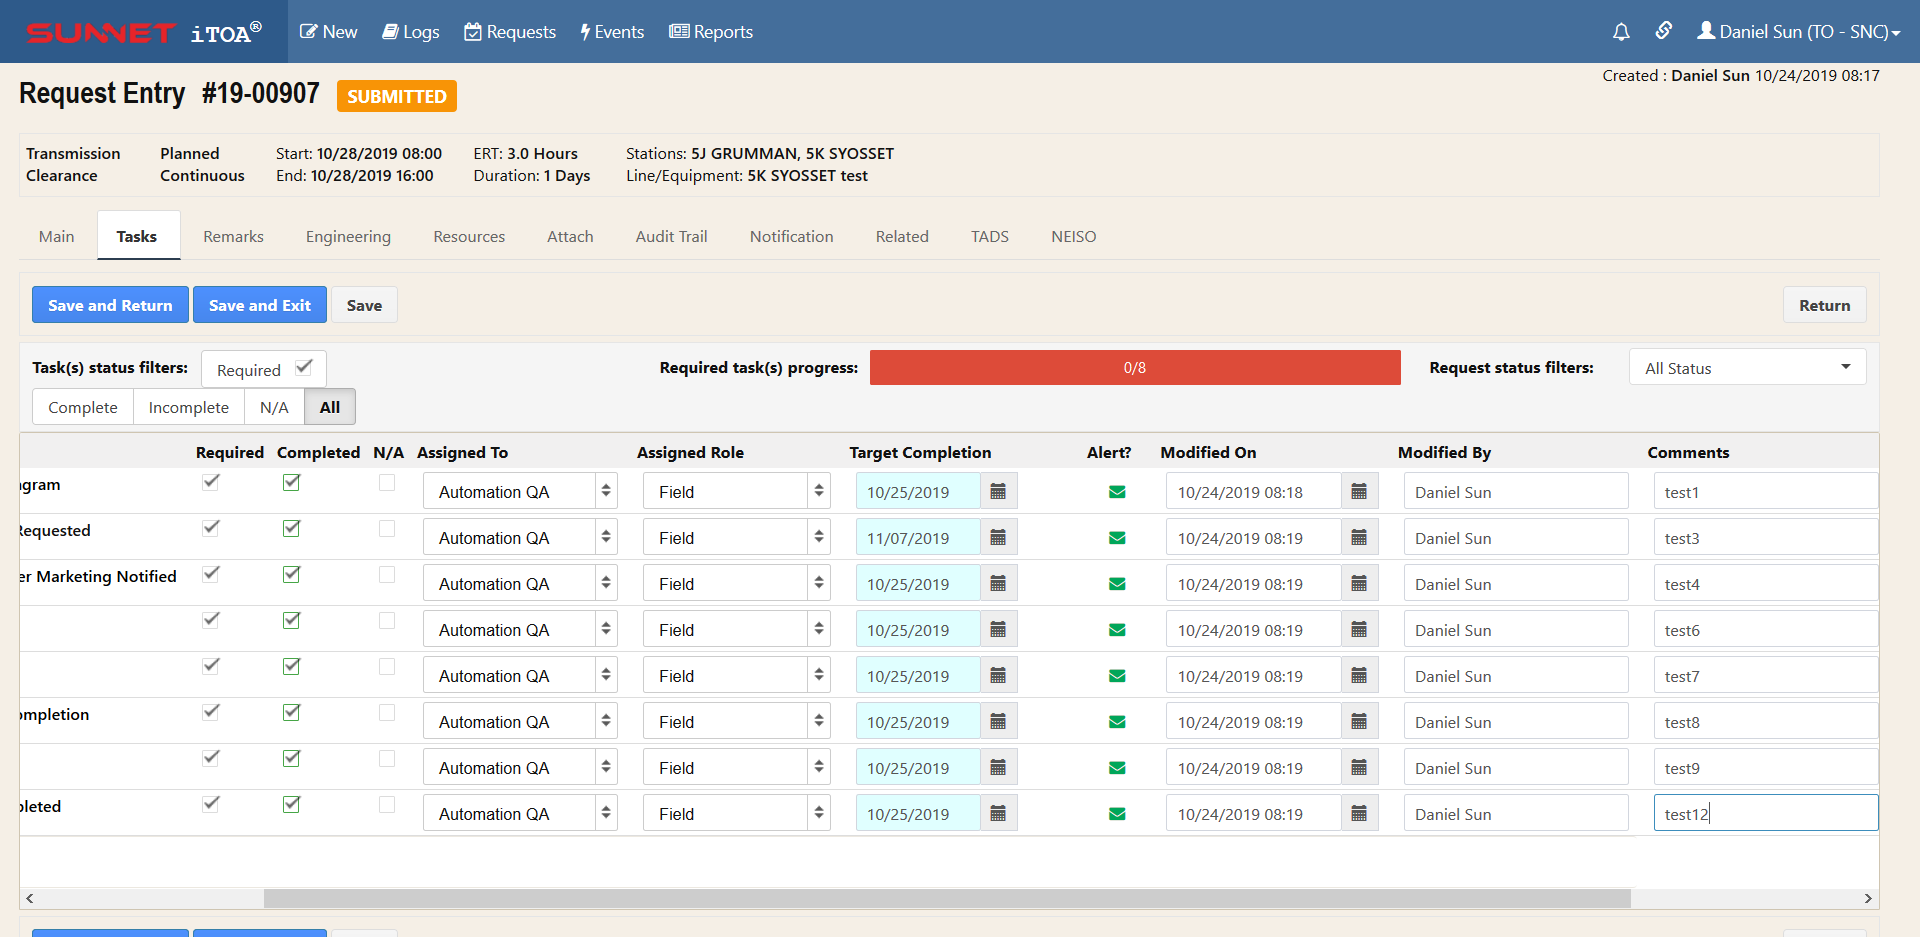 SUNNET iTOA®
New Logs Requests Events Reports
Daniel Sun (TO - SNC)
Request Entry #19-00907 SUBMITTED
Created : Daniel Sun 10/24/2019 08:17
Transmission Planned Start: 10/28/2019 08:00 ERT: 3.0 Hours Stations: 5J GRUMMAN, 5K SYOSSET
Clearance Continuous End: 10/28/2019 16:00 Duration: 1 Days Line/Equipment: 5K SYOSSET test
Main Tasks Remarks Engineering Resources Attach Audit Trail Notification Related TADS NEISO
Save and Return Save and Exit Save Return
Task(s) status filters: Required Required task(s) progress: 0/8 Request status filters: All Status
Complete Incomplete N/A All
Required Completed N/A Assigned To Assigned Role Target Completion Alert? Modified On Modified By Comments
agram Automation QA Field 10/25/2019 10/24/2019 08:18 Daniel Sun test1
Requested Automation QA Field 11/07/2019 10/24/2019 08:19 Daniel Sun test3
er Marketing Notified Automation QA Field 10/25/2019 10/24/2019 08:19 Daniel Sun test4
Automation QA Field 10/25/2019 10/24/2019 08:19 Daniel Sun test6
Automation QA Field 10/25/2019 10/24/2019 08:19 Daniel Sun test7
ompletion Automation QA Field 10/25/2019 10/24/2019 08:19 Daniel Sun test8
Automation QA Field 10/25/2019 10/24/2019 08:19 Daniel Sun test9
pleted Automation QA Field 10/25/2019 10/24/2019 08:19 Daniel Sun test12